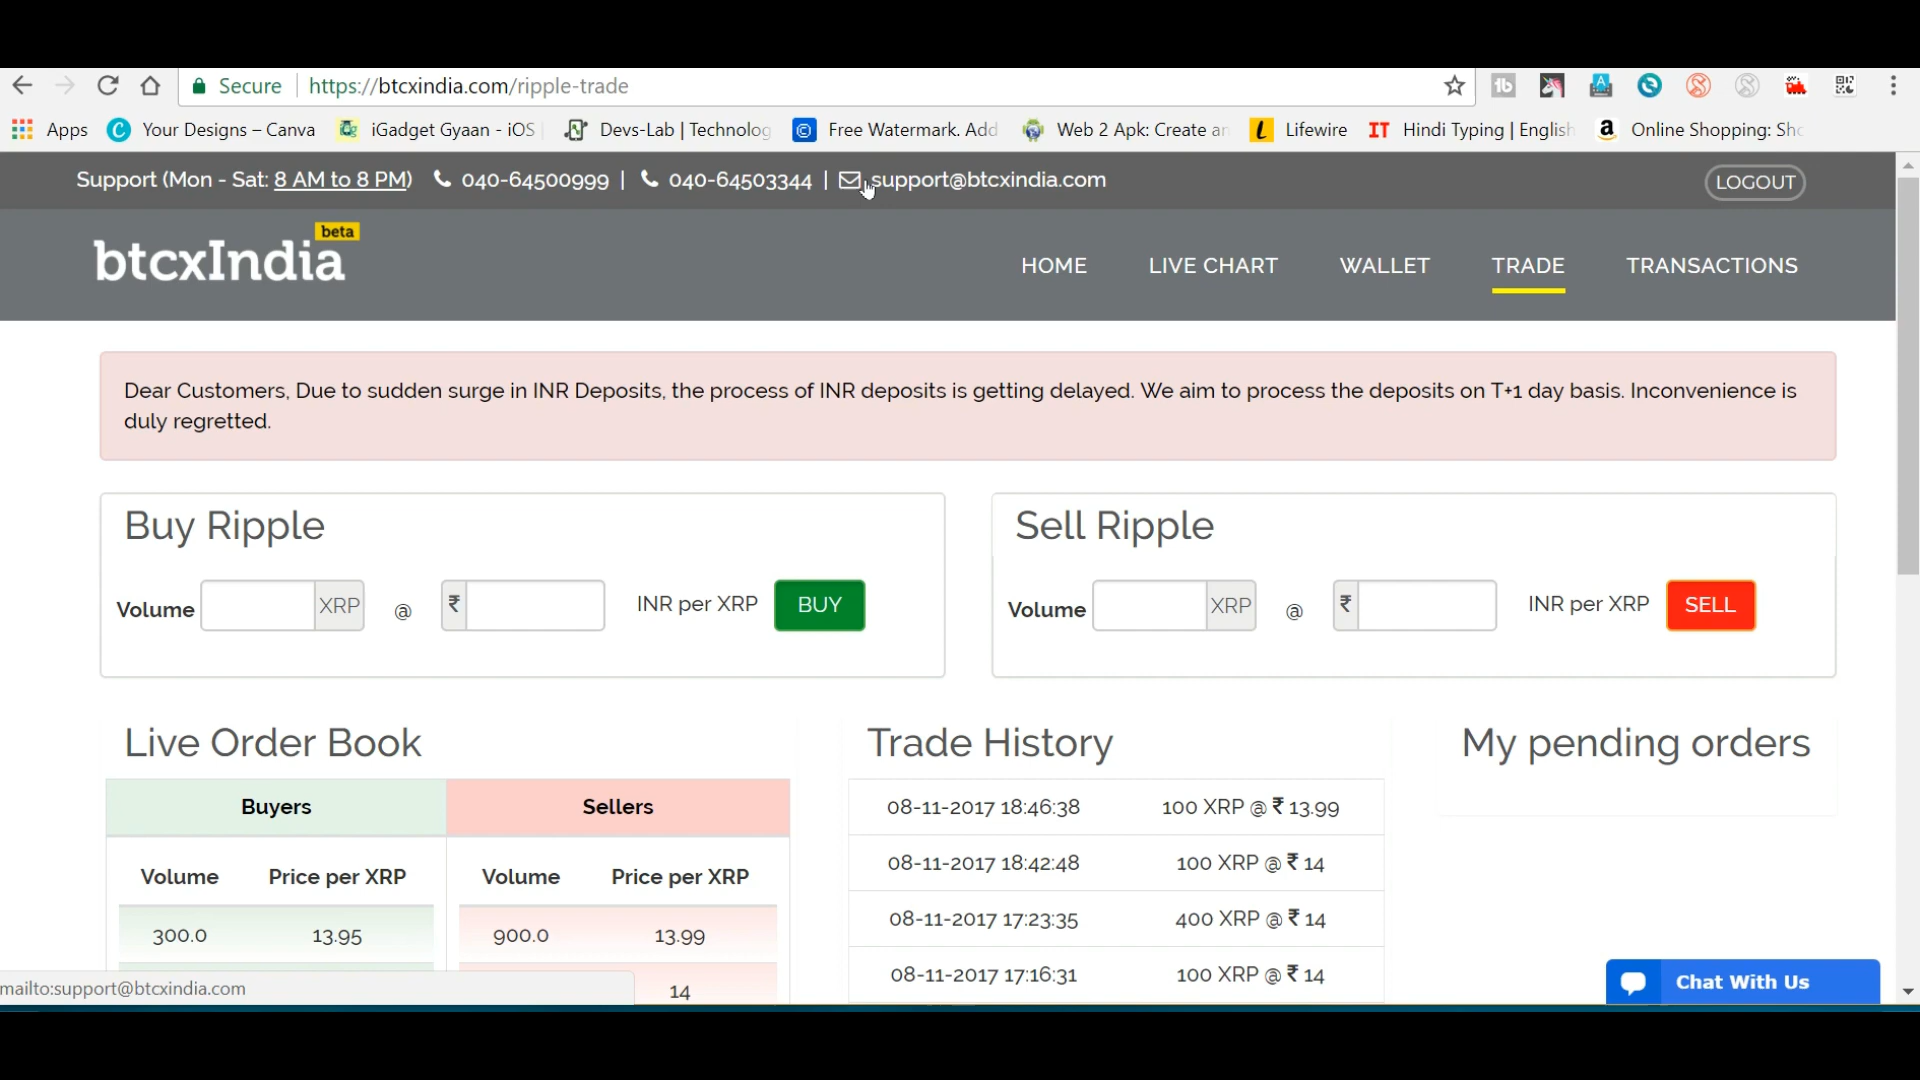 Secure https://btcxindia.com/ripple-trade
Apps Your Designes – Canva iGadget Gyaan - iOS Devs-Lab | Technolog Free Watermark. Add Web 2 Apk: Create an Lifewire IT Hindi Typing | English Online Shopping: Sho
Support (Mon - Sat: 8 AM to 8 PM) 040-64500999 | 040-64503344 | support@btcxindia.com LOGOUT
btcxIndia beta
HOME LIVE CHART WALLET TRADE TRANSACTIONS
Dear Customers, Due to sudden surge in INR Deposits, the process of INR deposits is getting delayed. We aim to process the deposits on T+1 day basis. Inconvenience is
duly regretted.
Buy Ripple
Volume XRP @ ₹ INR per XRP BUY
Sell Ripple
Volume XRP @ ₹ INR per XRP SELL
Live Order Book
Buyers Sellers
Volume Price per XRP Volume Price per XRP
300.0 13.95 900.0 13.99
14
Trade History
08-11-2017 18:46:38 100 XRP @ ₹ 13.99
08-11-2017 18:42:48 100 XRP @ ₹ 14
08-11-2017 17:23:35 400 XRP @ ₹ 14
08-11-2017 17:16:31 100 XRP @ ₹ 14
My pending orders
mailto:support@btcxindia.com
Chat With Us